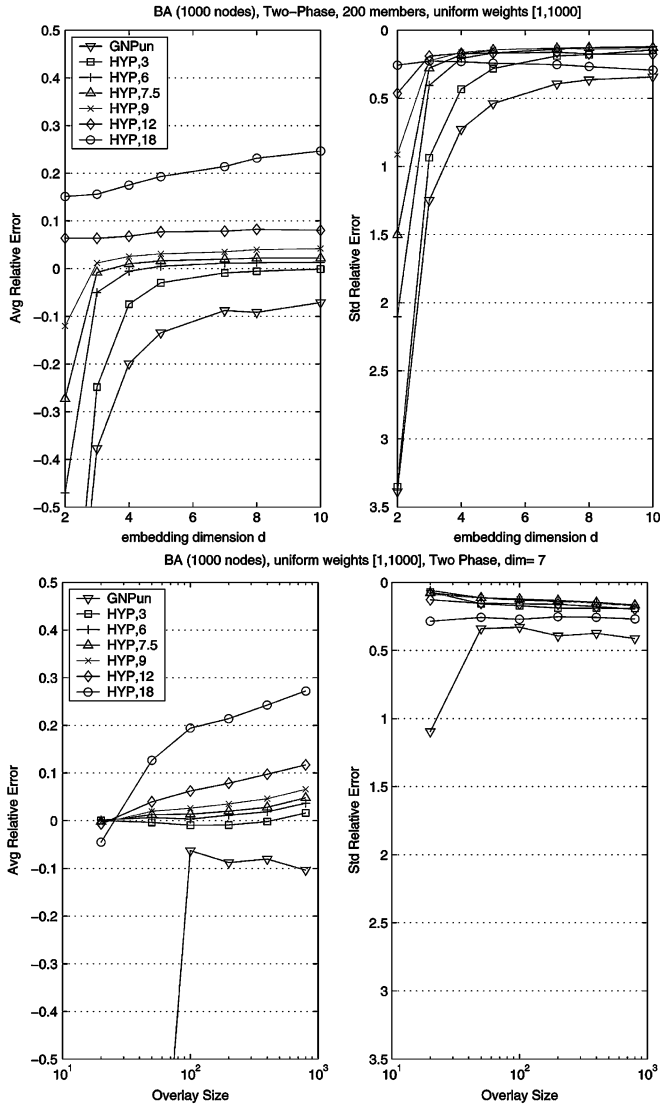 BA (1000 nodes), Two-Phase, 200 members, uniform weights [1,1000]
GNPun
HYP,3
HYP,6
HYP,7.5
HYP,9
HYP,12
HYP,18
Avg Relative Error
0.5
0.4
0.3
0.2
0.1
0
-0.1
-0.2
-0.3
-0.4
-0.5
2 4 6 8 10
embedding dimension d
Std Relative Error
0
0.5
1
1.5
2
2.5
3
3.5
2 4 6 8 10
embedding dimension d
BA (1000 nodes), uniform weights [1,1000], Two Phase, dim= 7
GNPun
HYP,3
HYP,6
HYP,7.5
HYP,9
HYP,12
HYP,18
Avg Relative Error
0.5
0.4
0.3
0.2
0.1
0
-0.1
-0.2
-0.3
-0.4
-0.5
10^1 10^2 10^3
Overlay Size
Std Relative Error
0
0.5
1
1.5
2
2.5
3
3.5
10^1 10^2 10^3
Overlay Size